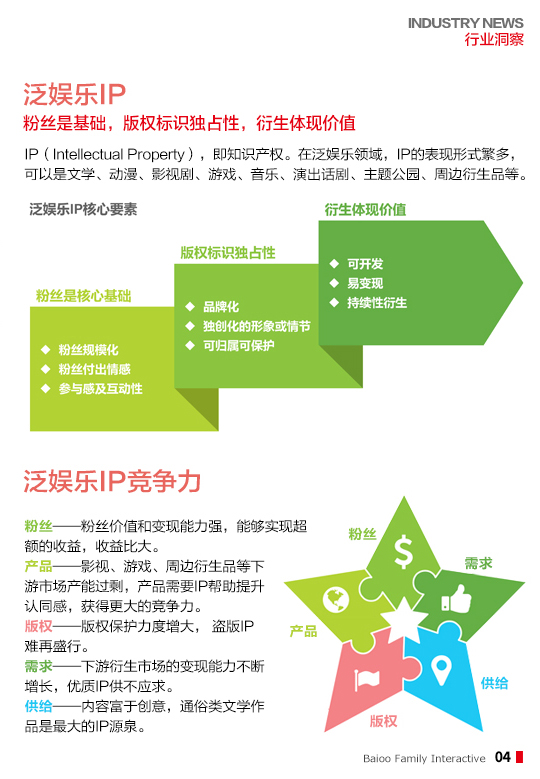 INDUSTRY NEWS
行业洞察
泛娱乐IP
粉丝是基础，版权标识独占性，衍生体现价值
IP（Intellectual Property），即知识产权。在泛娱乐领域，IP的表现形式繁多，
可以是文学、动漫、影视剧、游戏、音乐、演出话剧、主题公园、周边衍生品等。
泛娱乐IP核心要素
粉丝是核心基础
◆ 粉丝规模化
◆ 粉丝付出情感
◆ 参与感及互动性
版权标识独占性
◆ 品牌化
◆ 独创化的形象或情节
◆ 可归属可保护
衍生体现价值
◆ 可开发
◆ 易变现
◆ 持续性衍生
泛娱乐IP竞争力
粉丝——粉丝价值和变现能力强，能够实现超
额的收益，收益比大。
产品——影视、游戏、周边衍生品等下
游市场产能过剩，产品需要IP帮助提升
认同感，获得更大的竞争力。
版权——版权保护力度增大， 盗版IP
难再盛行。
需求——下游衍生市场的变现能力不断
增长，优质IP供不应求。
供给——内容富于创意，通俗类文学作
品是最大的IP源泉。
粉丝
$
需求
产品
供给
版权
Baioo Family Interactive 04